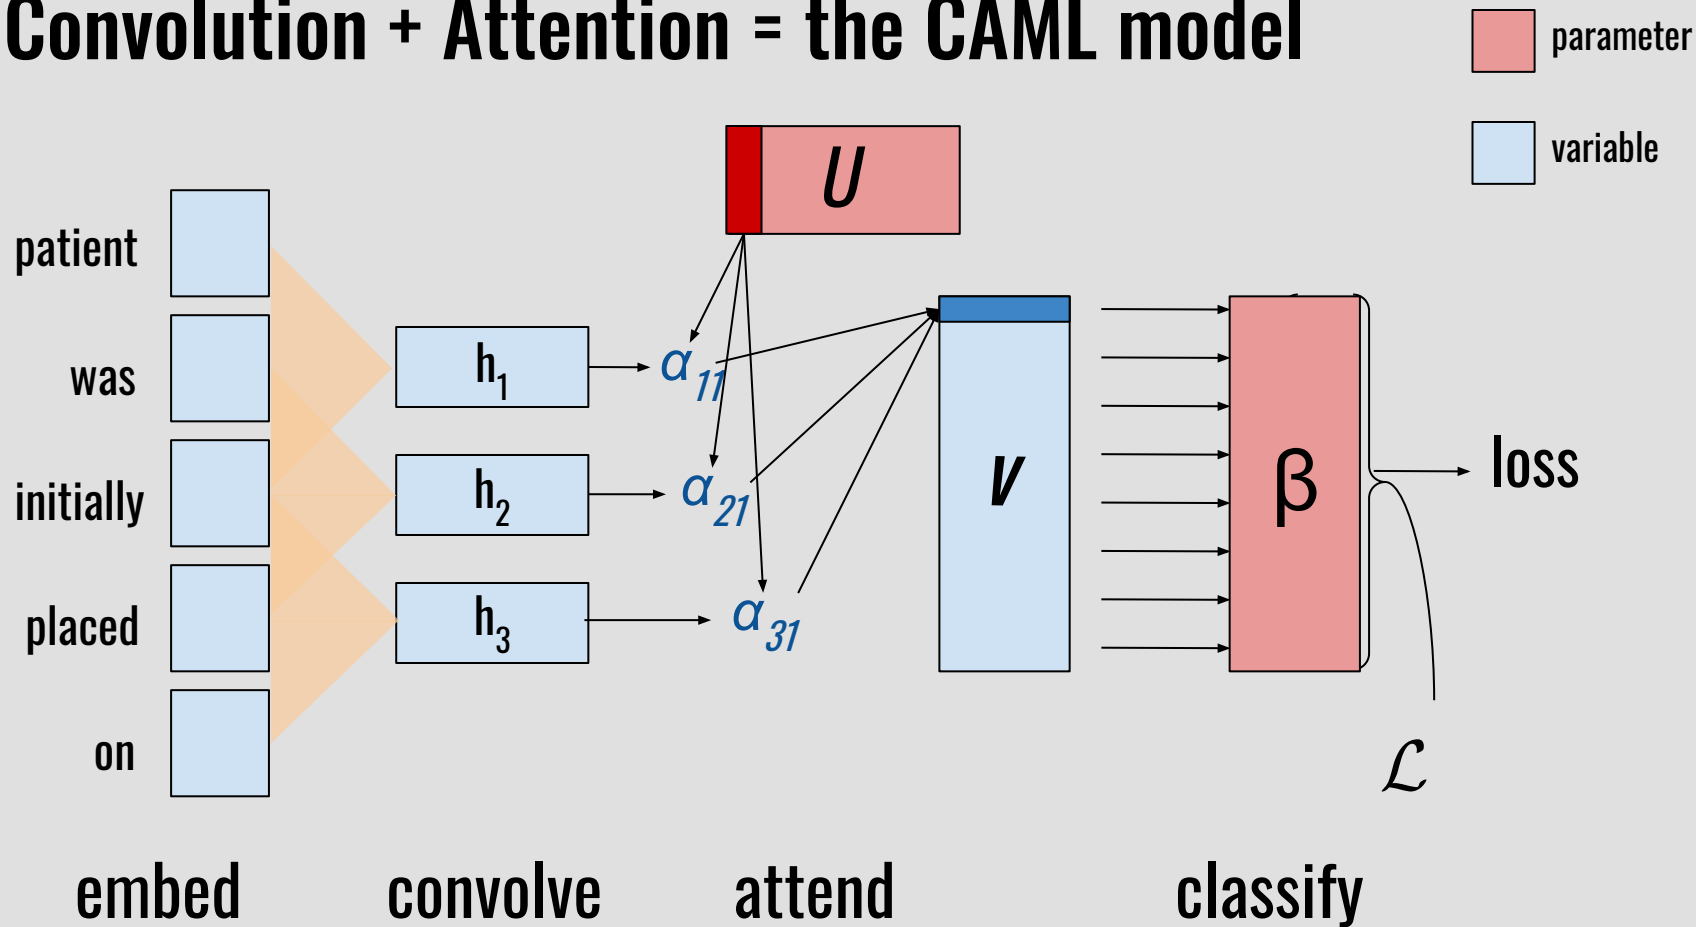 Convolution + Attention = the CAML model
parameter
variable
U
patient
was
initially
placed
on
h1
h2
h3
α11
α21
α31
V
β
loss
ℒ
embed
convolve
attend
classify